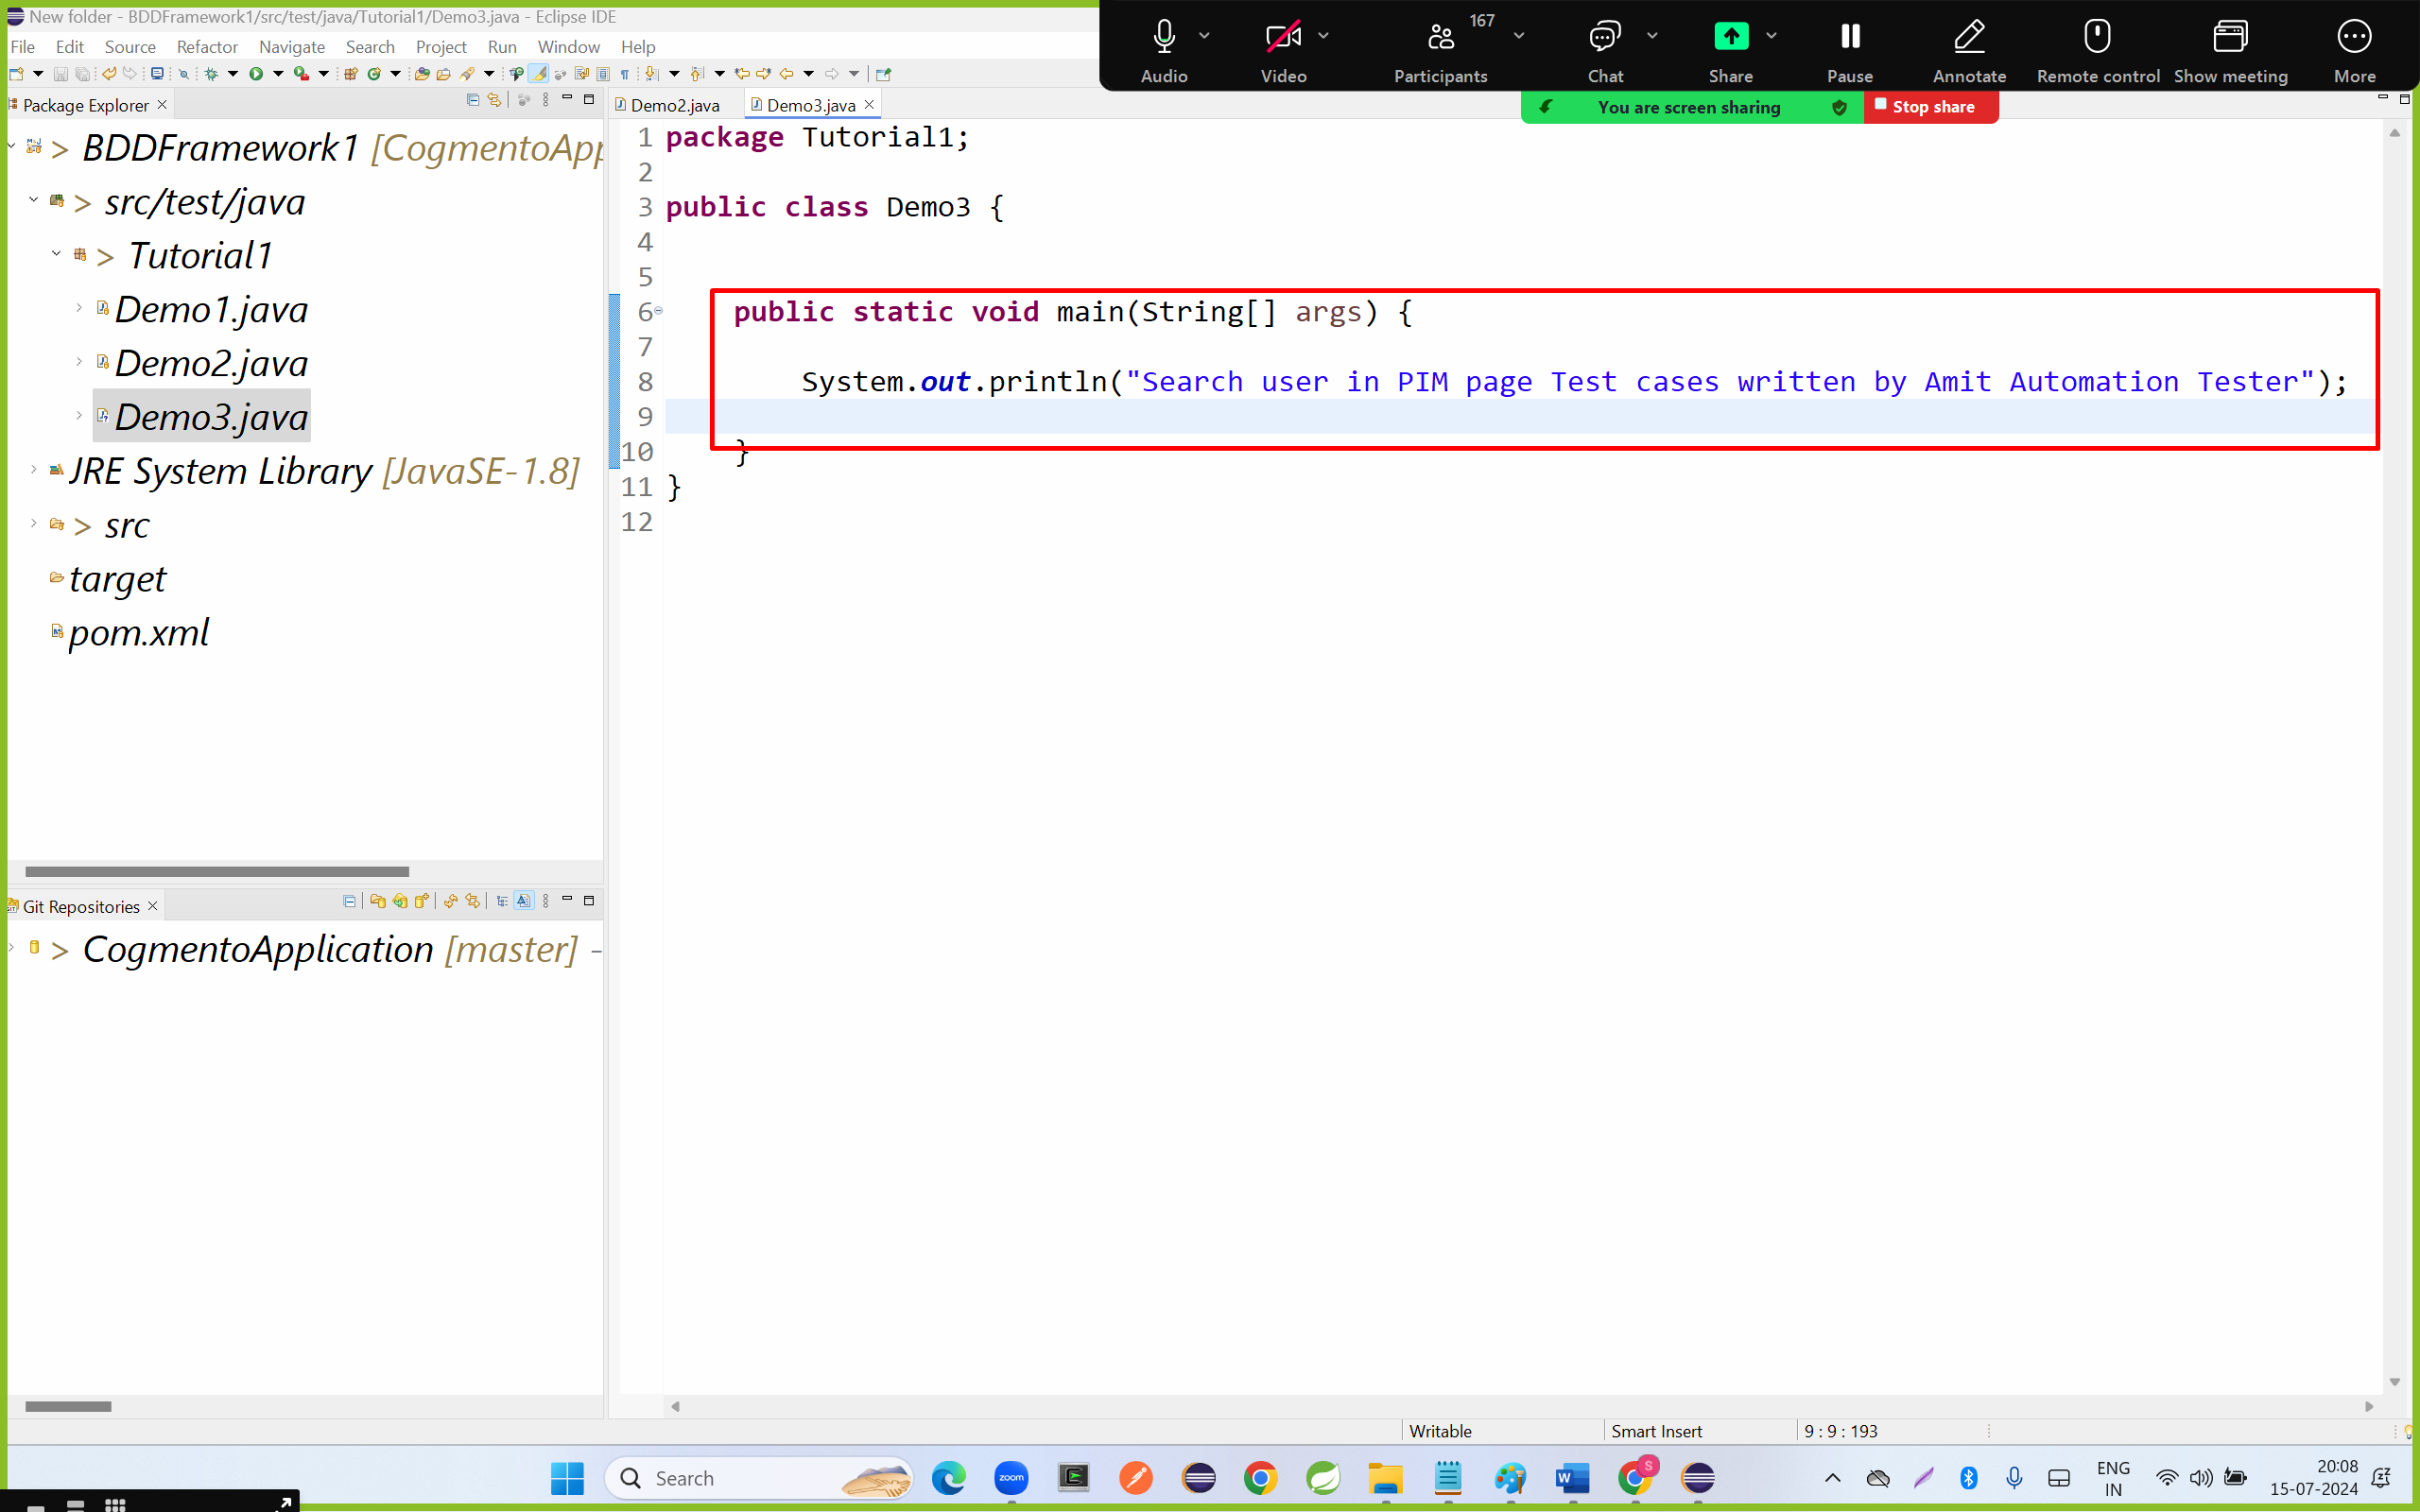 New folder - BDDFramework1/src/test/java/Tutorial1/Demo3.java - Eclipse IDE
File Edit Source Refactor Navigate Search Project Run Window Help
167
Audio Video Participants Chat Share Pause Annotate Remote control Show meeting More
You are screen sharing Stop share
Package Explorer
> BDDFramework1 [CogmentoApp
> src/test/java
> Tutorial1
Demo1.java
Demo2.java
Demo3.java
JRE System Library [JavaSE-1.8]
> src
target
pom.xml
Git Repositories
> CogmentoApplication [master] -
Demo2.java Demo3.java
1 package Tutorial1;
2
3 public class Demo3 {
4
5
6 public static void main(String[] args) {
7
8 System.out.println("Search user in PIM page Test cases written by Amit Automation Tester");
9
10 }
11 }
12
Writable Smart Insert 9 : 9 : 193
Search
zoom
S
ENG
IN
20:08
15-07-2024